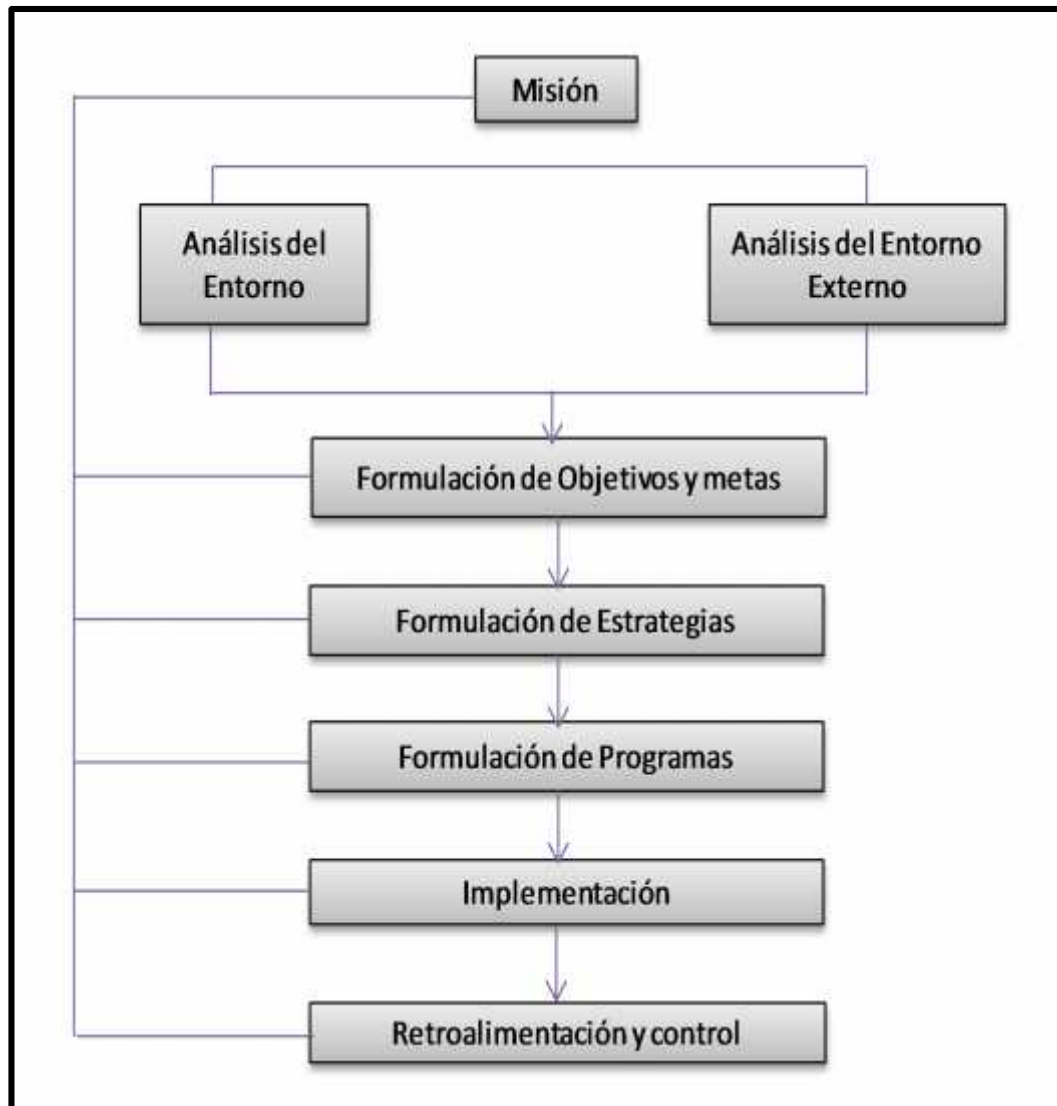 Misión
Análisis del
Entorno
Análisis del Entorno
Externo
Formulación de Objetivos y metas
Formulación de Estrategias
Formulación de Programas
Implementación
Retroalimentación y control